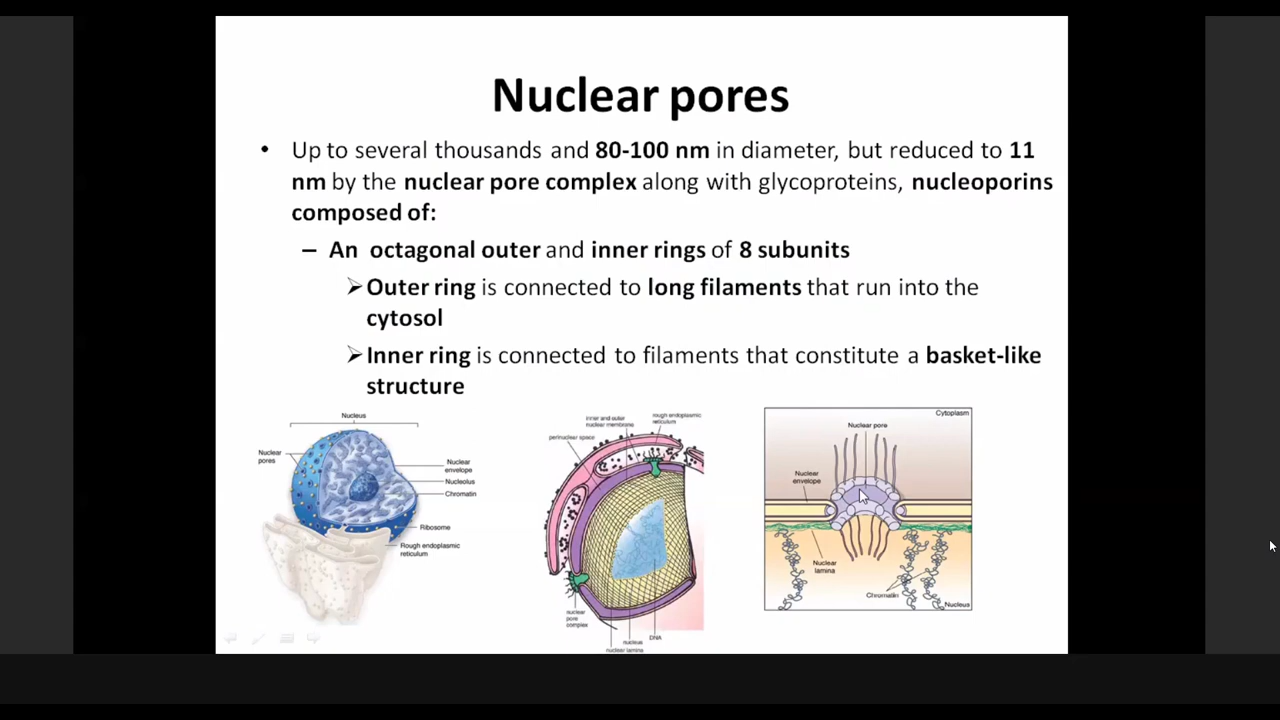 Nuclear pores
• Up to several thousands and 80-100 nm in diameter, but reduced to 11
nm by the nuclear pore complex along with glycoproteins, nucleoporins
composed of:
– An octagonal outer and inner rings of 8 subunits
➢Outer ring is connected to long filaments that run into the
cytosol
➢Inner ring is connected to filaments that constitute a basket-like
structure
Nucleus
Nuclear
pores
Nuclear
envelope
Nucleolus
Chromatin
Ribosome
Rough endoplasmic
reticulum
inner and outer
nuclear membrane
rough endoplasmic
reticulum
perinuclear space
nuclear
pore
complex
DNA
nucleus
nuclear lamina
Cytoplasm
Nuclear pore
Nuclear
envelope
Nuclear
lamina
Chromatin
Nucleus